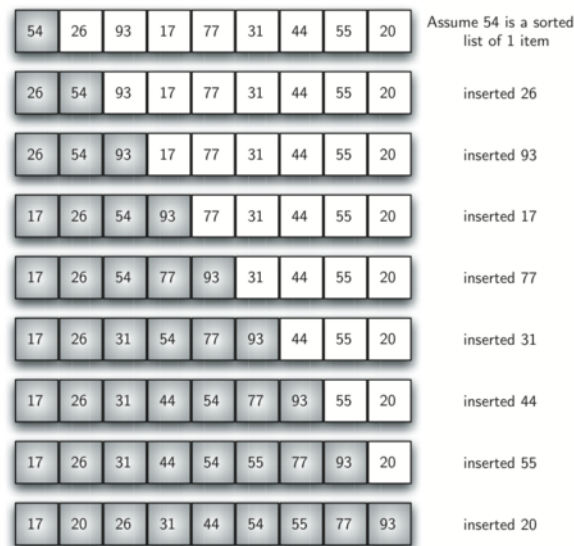 54 26 93 17 77 31 44 55 20 Assume 54 is a sorted
list of 1 item
26 54 93 17 77 31 44 55 20 inserted 26
26 54 93 17 77 31 44 55 20 inserted 93
17 26 54 93 77 31 44 55 20 inserted 17
17 26 54 77 93 31 44 55 20 inserted 77
17 26 31 54 77 93 44 55 20 inserted 31
17 26 31 44 54 77 93 55 20 inserted 44
17 26 31 44 54 55 77 93 20 inserted 55
17 20 26 31 44 54 55 77 93 inserted 20